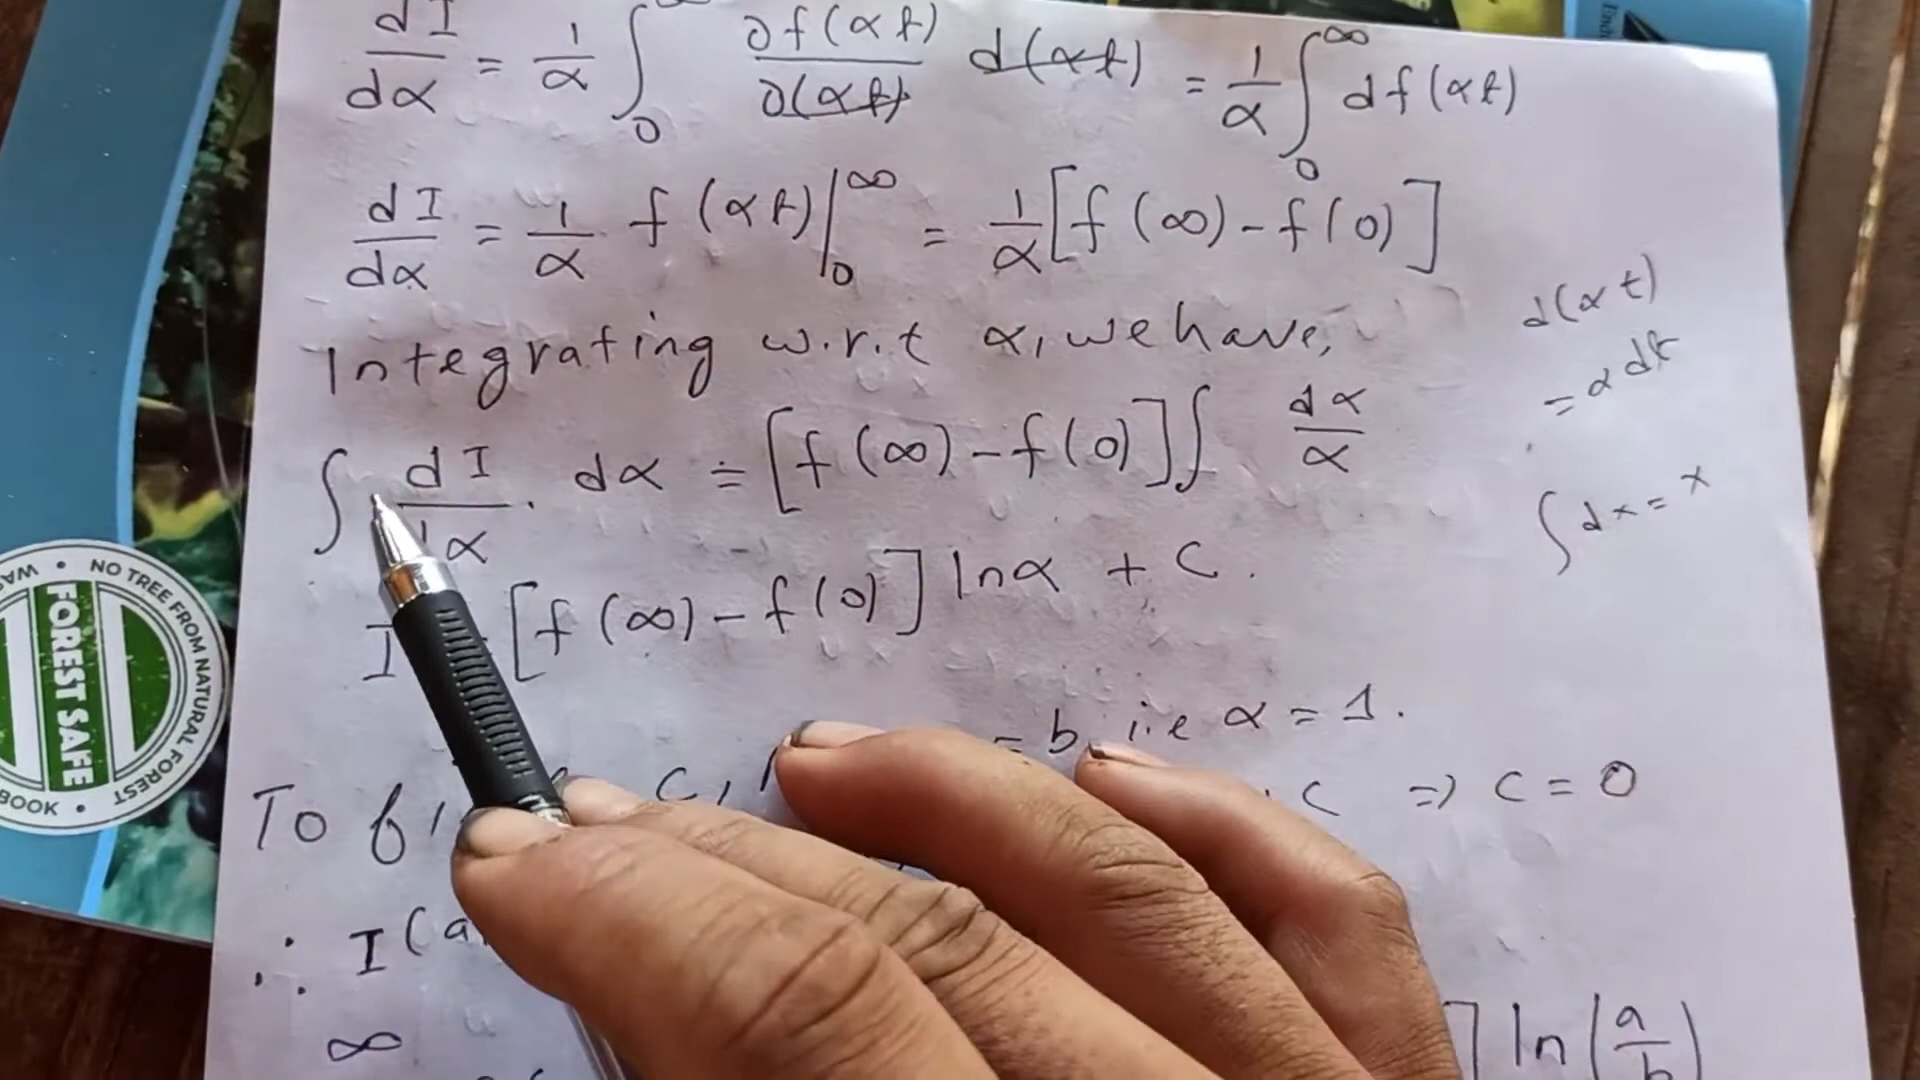 dI/dα = 1/α ∫₀^∞ ∂f(αt)/∂(αt) d(αt) = 1/α ∫₀^∞ df(αt)
dI/dα = 1/α f(αt)|₀^∞ = 1/α [f(∞) - f(0)]
Integrating w.r.t α, we have,
∫ dI/dα . dα = [f(∞) - f(0)] ∫ dα/α
I = [f(∞) - f(0)] ln α + C.
= b, i.e α = 1.
To C, C => C = 0
∴ I(a
] ln(a/b)
∞
d(αt)
= α dt
∫ dx = x
NO TREE FROM NATURAL FOREST
FOREST SAFE
BOOK